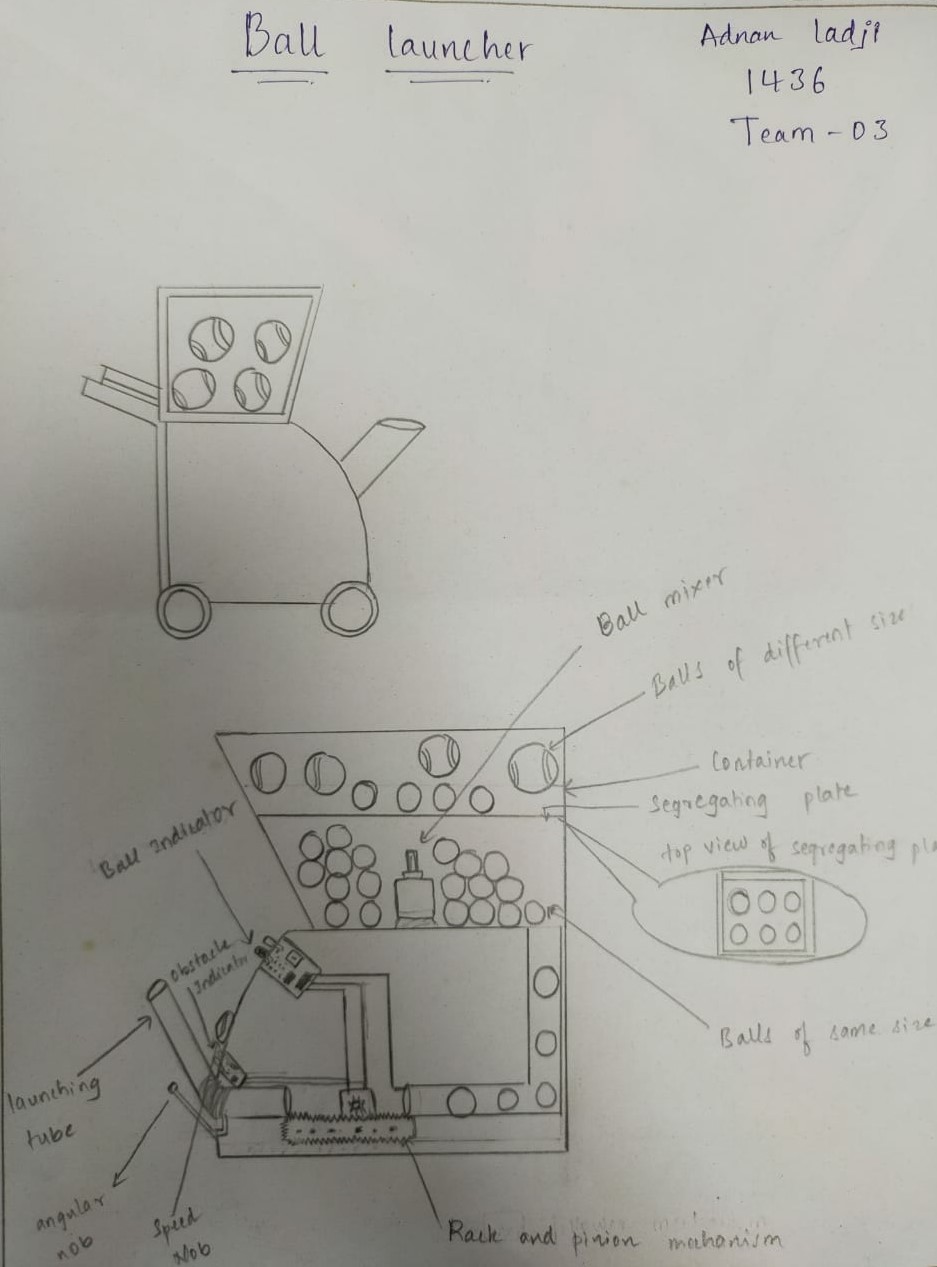 Ball launcher
Adnan Ladji
1436
Team - 03
Ball mixer
Balls of different size
Container
segregating plate
top view of segregating pla
Ball Indicator
Obstacle
Indicator
Balls of same size
launching
tube
angular
nob
Speed
Nob
Rack and pinion mechanism